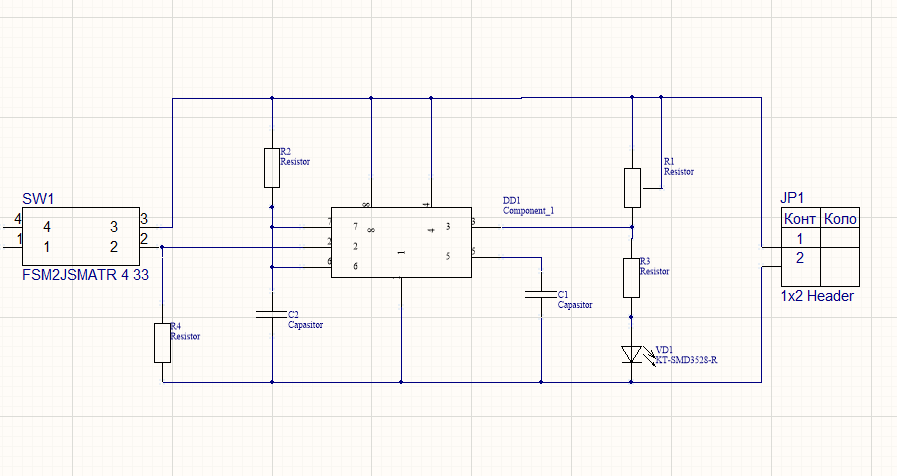 SW1
4
4
3
3
1
1
2
2
FSM2JSMATR 4 33
R4
Resistor
R2
Resistor
C2
Capasitor
DD1
Component_1
8
4
7
7
8
4
3
3
2
2
6
6
5
5
1
C1
Capasitor
R1
Resistor
R3
Resistor
VD1
KT-SMD3528-R
JP1
Конт Коло
1
2
1x2 Header